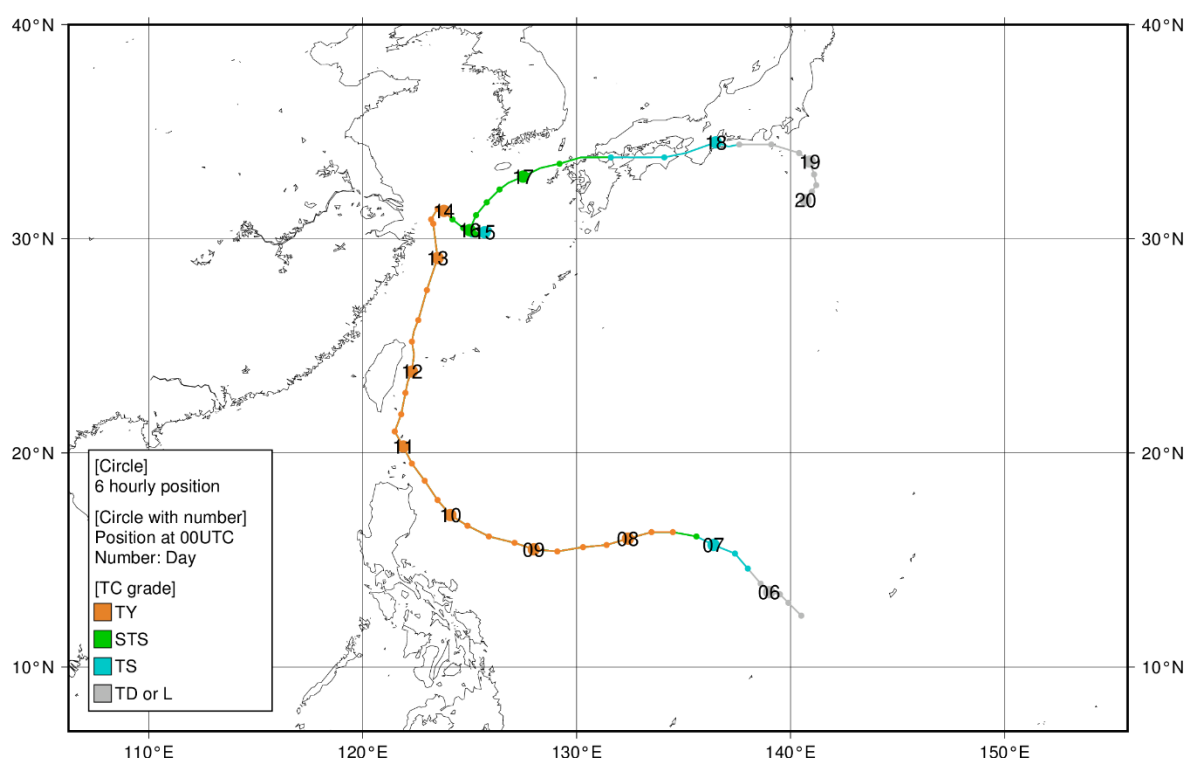 40°N
40°N
30°N
30°N
20°N
20°N
10°N
10°N
110°E
120°E
130°E
140°E
150°E
18
19
17
20
14
16
15
13
12
11
10
09
08
07
06
[Circle]
6 hourly position
[Circle with number]
Position at 00UTC
Number: Day
[TC grade]
TY
STS
TS
TD or L